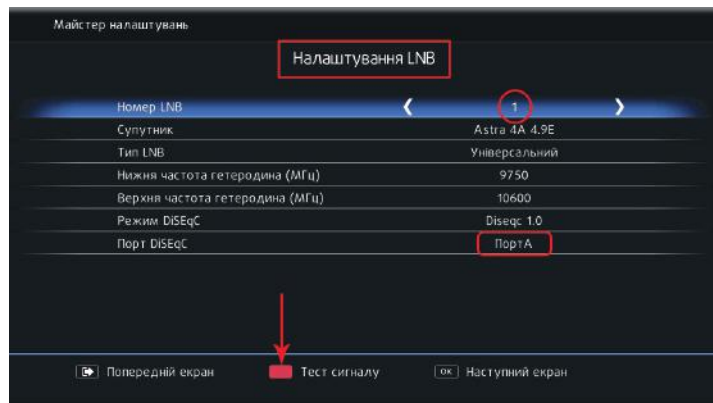 Майстер налаштувань
Налаштування LNB
Номер LNB 1
Супутник Astra 4A 4.9E
Тип LNB Універсальний
Нижня частота гетеродина (МГц) 9750
Верхня частота гетеродина (МГц) 10600
Режим DiSEqC Diseqc 1.0
Порт DiSEqC Порт А
Попередній екран Тест сигналу OK Наступний екран